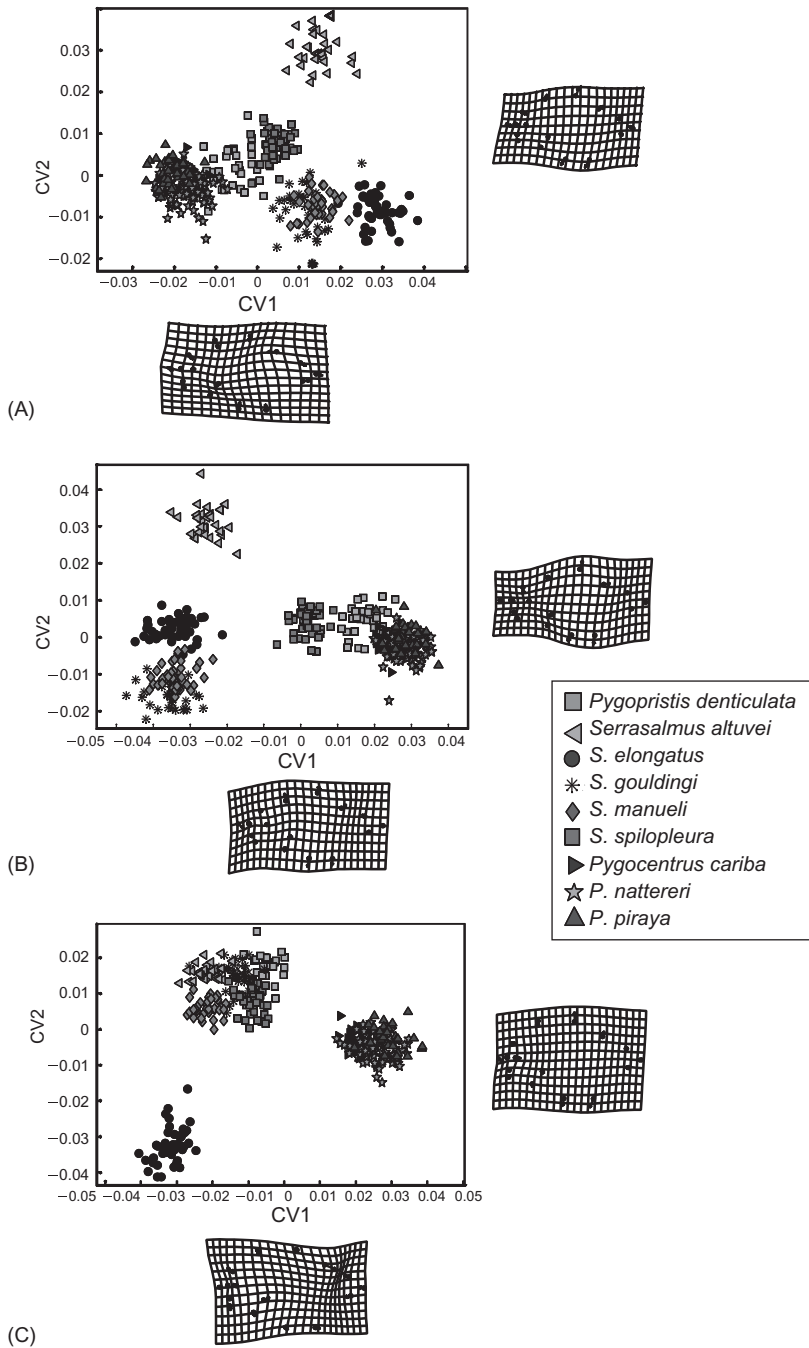 0.03
0.02
0.01
0
−0.01
−0.02
CV2
−0.03 −0.02 −0.01 0 0.01 0.02 0.03 0.04
CV1
(A)
0.04
0.03
0.02
0.01
0
−0.01
−0.02
CV2
−0.05 −0.04 −0.03 −0.02 −0.01 0 0.01 0.02 0.03 0.04
CV1
(B)
Pygopristis denticulata
Serrasalmus altuvei
S. elongatus
S. gouldingi
S. manueli
S. spilopleura
Pygocentrus cariba
P. nattereri
P. piraya
0.02
0.01
0
−0.01
−0.02
−0.03
−0.04
CV2
−0.05 −0.04 −0.03 −0.02 −0.01 0 0.01 0.02 0.03 0.04 0.05
CV1
(C)